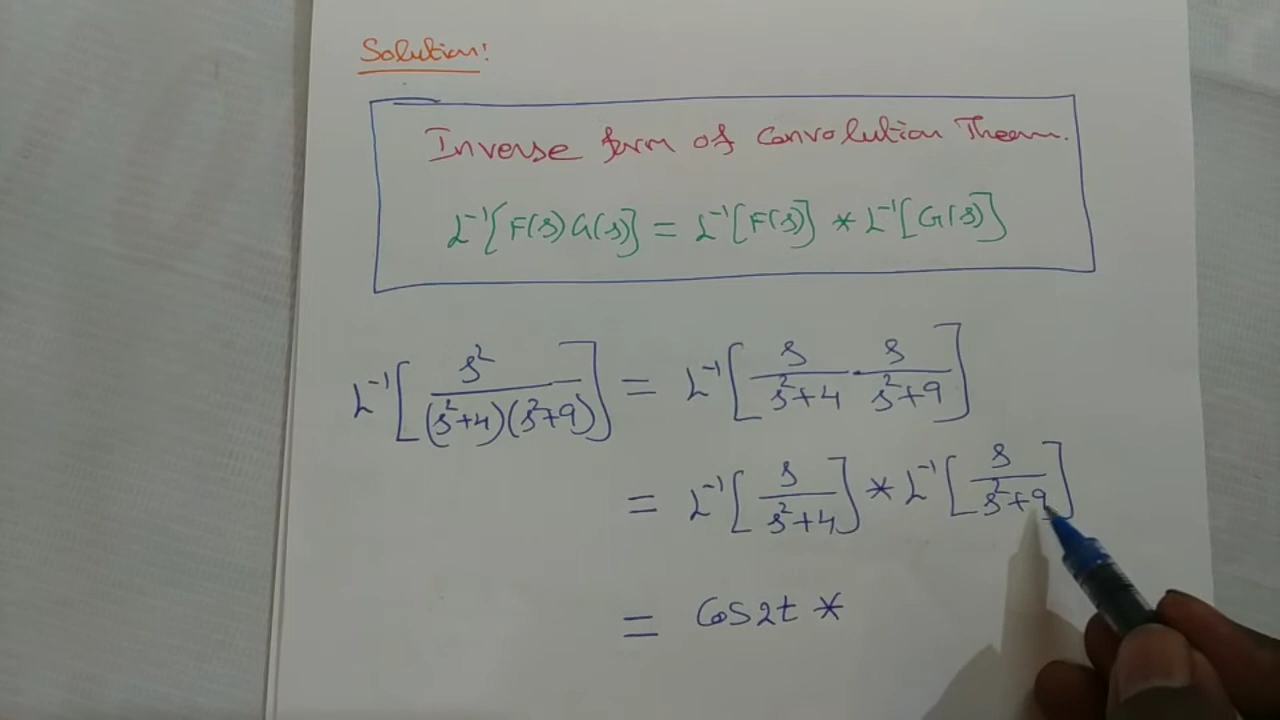 Solution:
Inverse form of Convolution Theorem.
L⁻¹[F(s)G(s)] = L⁻¹[F(s)] * L⁻¹[G(s)]
L⁻¹[s²/((s²+4)(s²+9))] = L⁻¹[s/(s²+4) · s/(s²+9)]
= L⁻¹[s/(s²+4)] * L⁻¹[s/(s²+9)]
= Cos2t *